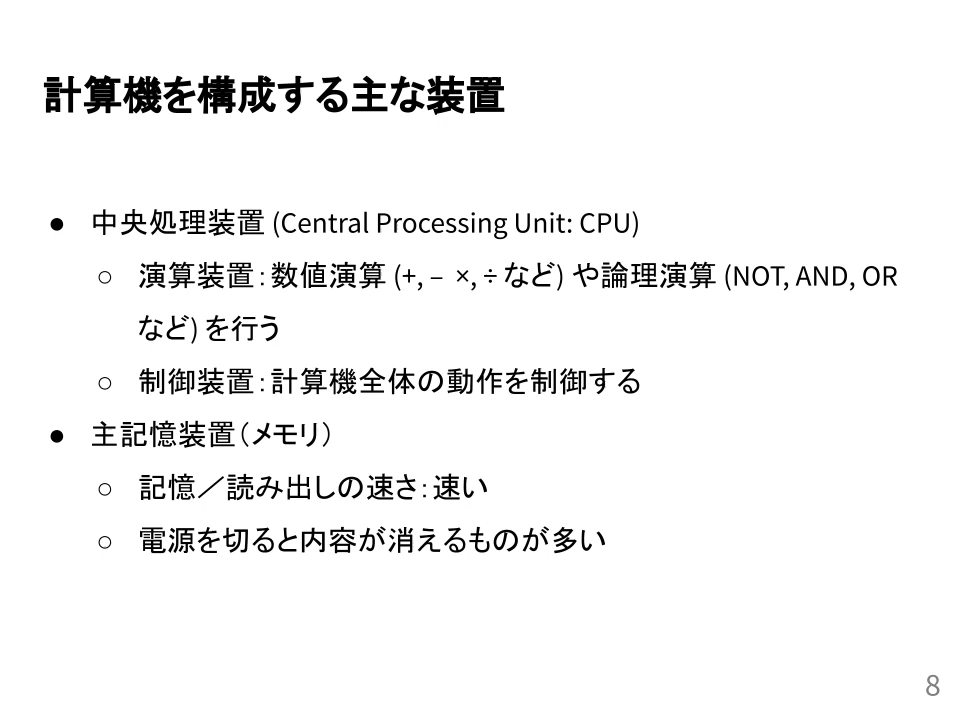 計算機を構成する主な装置
● 中央処理装置 (Central Processing Unit: CPU)
○ 演算装置：数値演算 (+, − ×, ÷ など) や論理演算 (NOT, AND, OR
など) を行う
○ 制御装置：計算機全体の動作を制御する
● 主記憶装置（メモリ）
○ 記憶／読み出しの速さ：速い
○ 電源を切ると内容が消えるものが多い
8